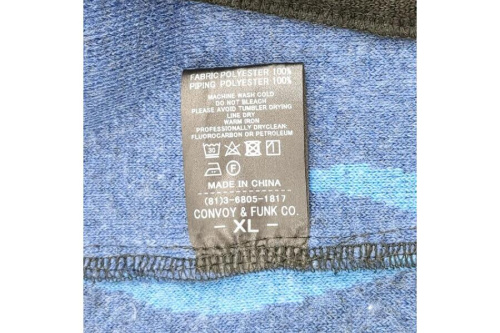 FABRIC POLYESTER 100%
PIPING POLYESTER 100%
MACHINE WASH COLD
DO NOT BLEACH
PLEASE AVOID TUMBLER DRYING
LINE DRY
WARM IRON
PROFESSIONALLY DRYCLEAN:
FLUOROCARBON OR PETROLEUM
30
F
MADE IN CHINA
(81)3-6805-1817
CONVOY & FUNK CO.
- XL -